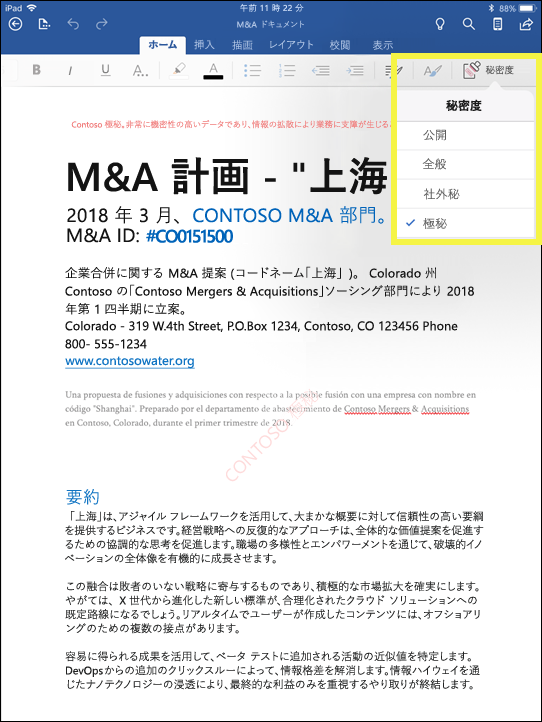 iPad 午前 11 時 22 分 88%
M&A ドキュメント
ホーム 挿入 描画 レイアウト 校閲 表示
B I U A... A 秘密度
秘密度
公開
全般
社外秘
極秘
Contoso 極秘。非常に機密性の高いデータであり、情報の拡散により業務に支障が生じるこ
M&A 計画 - "上海
2018 年 3 月、 CONTOSO M&A 部門。
M&A ID: #CO0151500
企業合併に関する M&A 提案 (コードネーム「上海」)。 Colorado 州
Contoso の「Contoso Mergers & Acquisitions」ソーシング部門により 2018
年第 1 四半期に立案。
Colorado - 319 W.4th Street, P.O.Box 1234, Contoso, CO 123456 Phone
800- 555-1234
www.contosowater.org
Una propuesta de fusiones y adquisiciones con respecto a la posible fusión con una empresa con nombre en
código "Shanghai". Preparado por el departamento de abastecimiento de Contoso Mergers & Acquisitions
en Contoso, Colorado, durante el primer trimestre de 2018.
CONTOSO
要約
「上海」は、アジャイル フレームワークを活用して、大まかな概要に対して信頼性の高い要綱
を提供するビジネスです。経営戦略への反復的なアプローチは、全体的な価値提案を促進す
るための協調的な思考を促進します。職場の多様性とエンパワーメントを通じて、破壊的イノ
ベーションの全体像を有機的に成長させます。
この融合は敗者のいない戦略に寄与するものであり、積極的な市場拡大を確実にします。
やがては、 X 世代から進化した新しい標準が、合理化されたクラウド ソリューションへの
既定路線になるでしょう。リアルタイムでユーザーが作成したコンテンツには、オフショアリ
ングのための複数の接点があります。
容易に得られる成果を活用して、ベータ テストに追加される活動の近似値を特定します。
DevOpsからの追加のクリックスルーによって、情報格差を解消します。情報ハイウェイを通
じたナノテクノロジーの浸透により、最終的な利益のみを重視するやり取りが終結します。